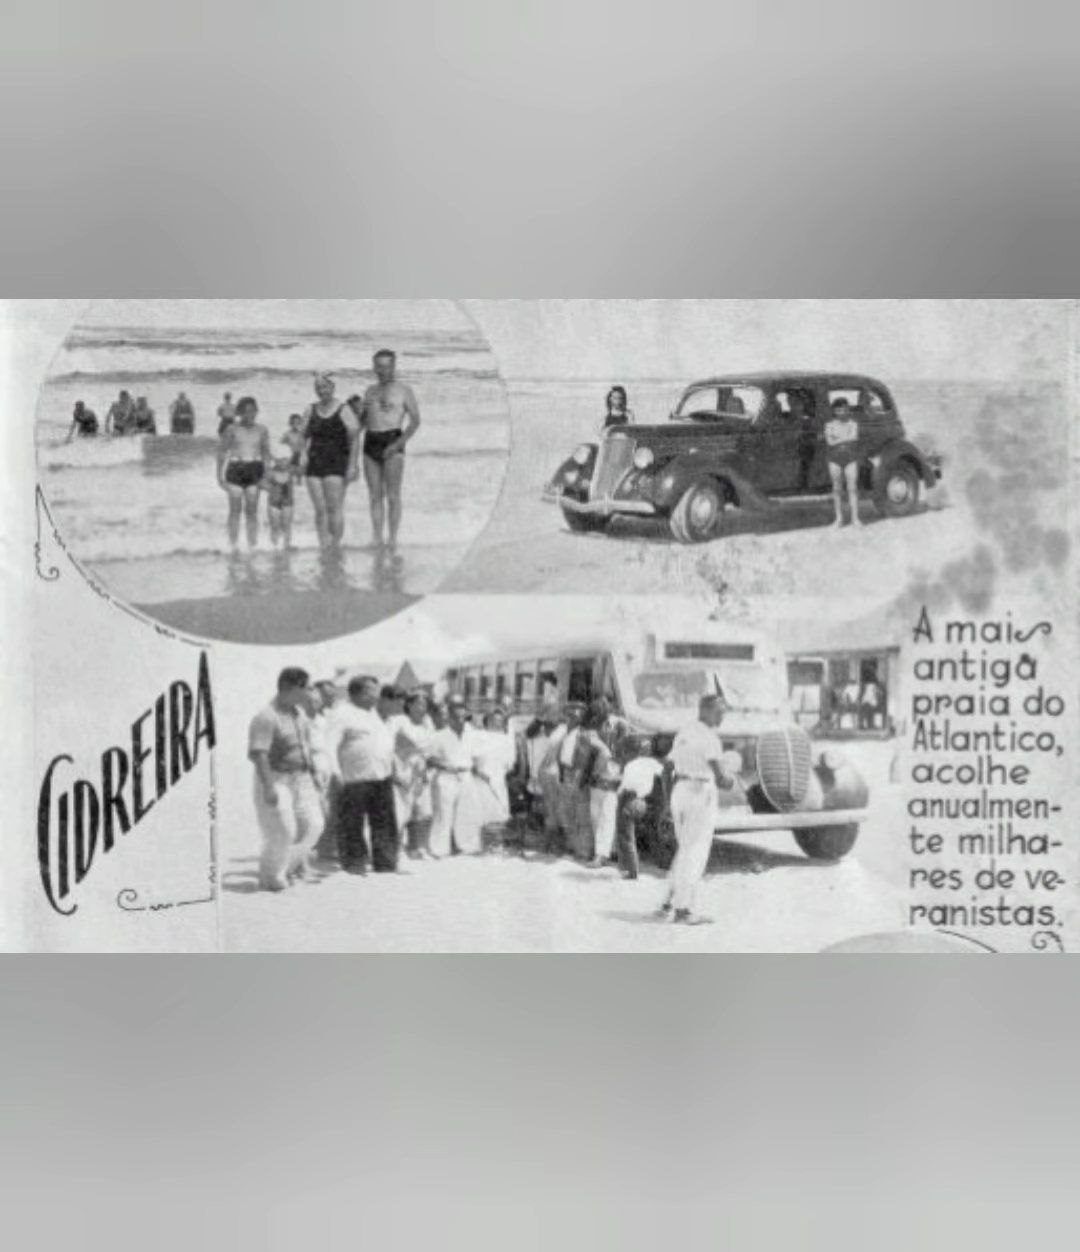 CIDREIRA
A mais
antiga
praia do
Atlantico,
acolhe
anualmen-
te milha-
res de ve-
ranistas.